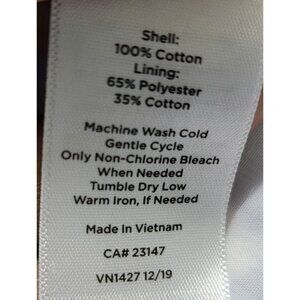 Shell:
100% Cotton
Lining:
65% Polyester
35% Cotton
Machine Wash Cold
Gentle Cycle
Only Non-Chlorine Bleach
When Needed
Tumble Dry Low
Warm Iron, If Needed
Made In Vietnam
CA# 23147
VN1427 12/19